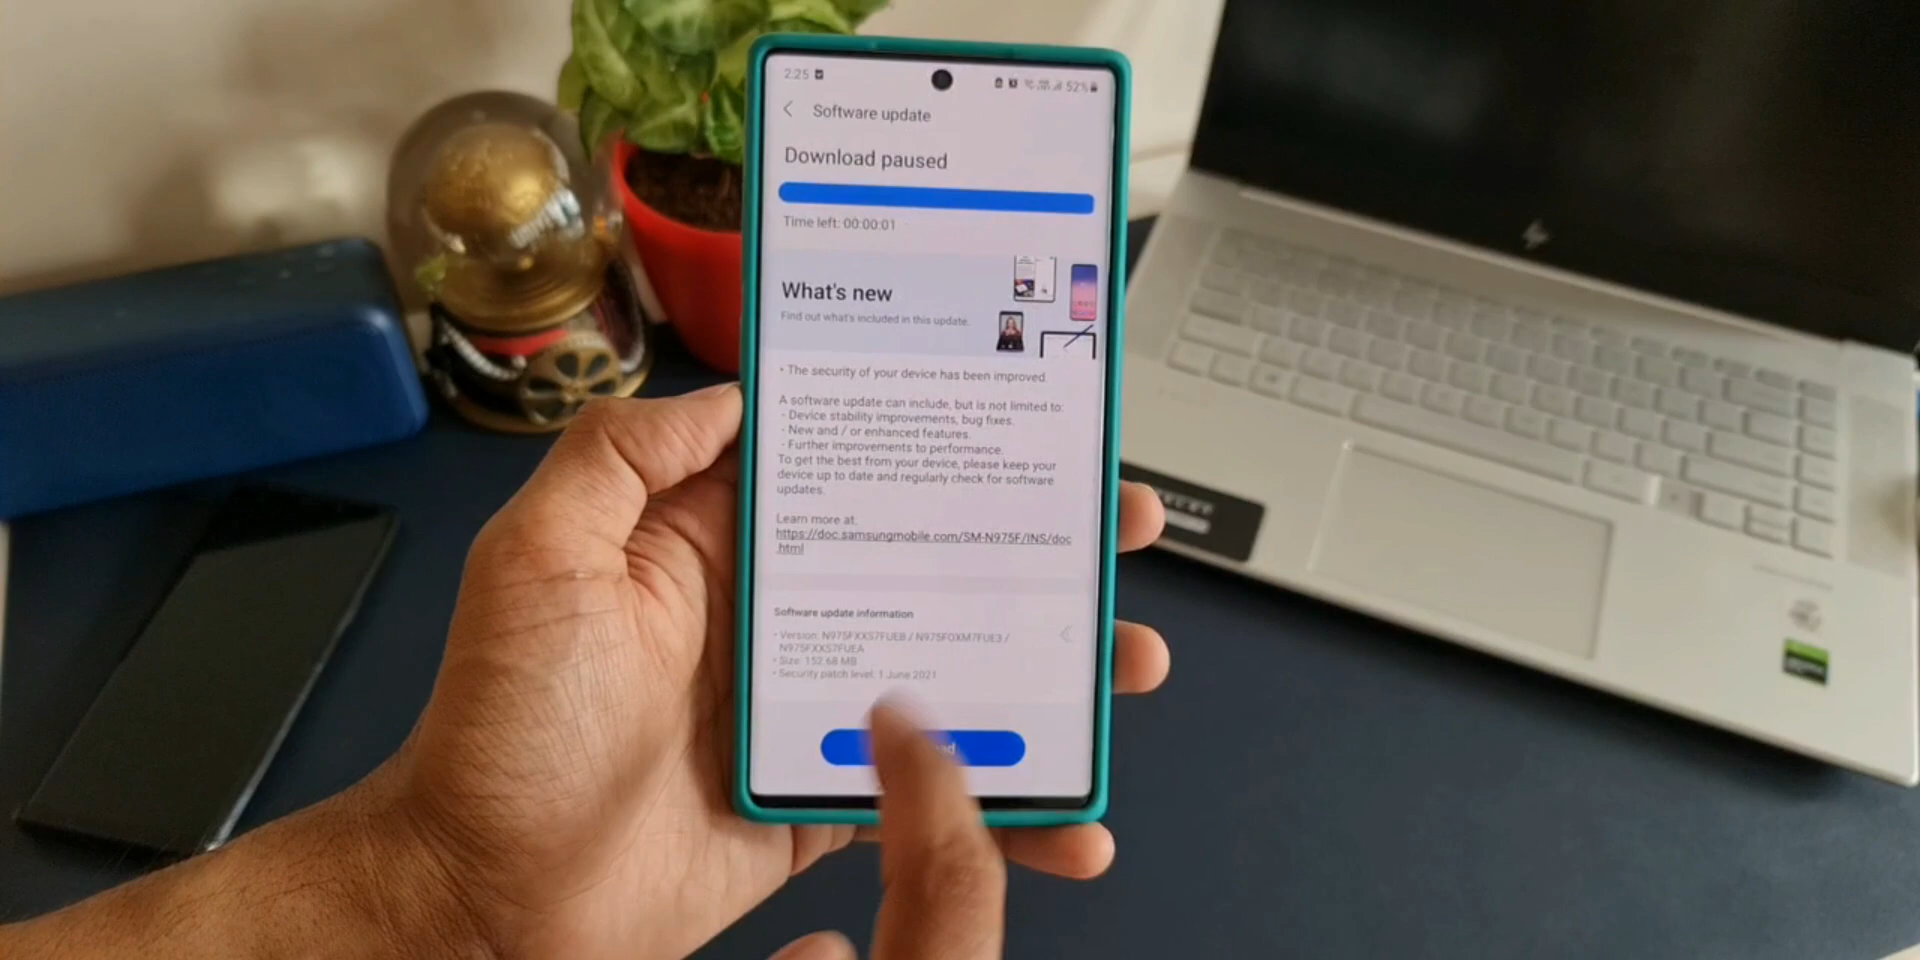 2:25
52%
Software update
Download paused
Time left: 00:00:01
What's new
Find out what's included in this update.
• The security of your device has been improved.
A software update can include, but is not limited to:
- Device stability improvements, bug fixes.
- New and / or enhanced features.
- Further improvements to performance.
To get the best from your device, please keep your
device up to date and regularly check for software
updates.
Learn more at:
https://doc.samsungmobile.com/SM-N975F/INS/doc
.html
Software update information
• Version: N975FXXS7FUEB / N975FOXM7FUE3 /
N975FXXS7FUEA
• Size: 152.68 MB
• Security patch level: 1 June 2021
hp